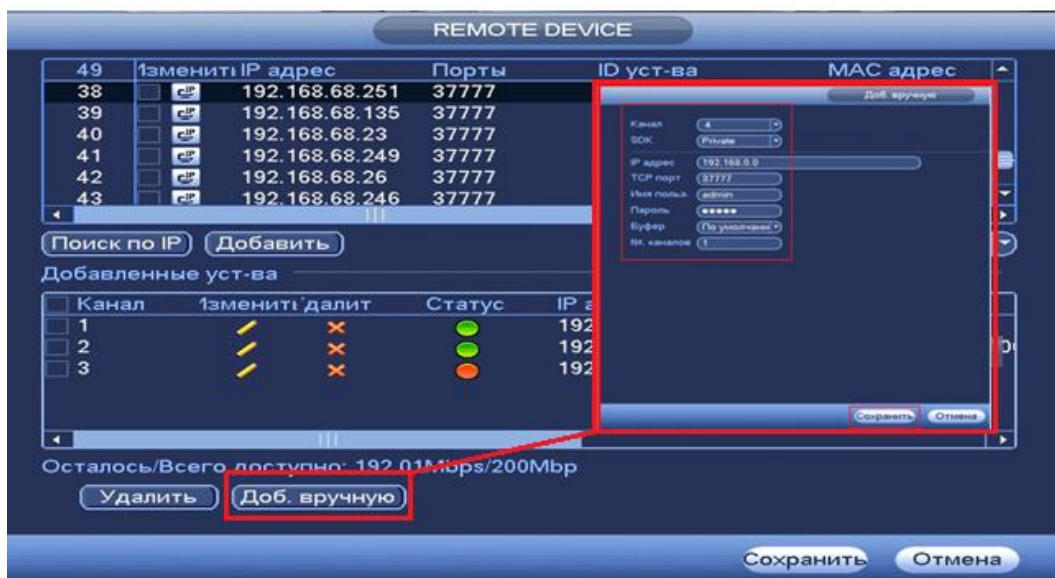 REMOTE DEVICE
49 1змените IP адрес Порты ID уст-ва MAC адрес
38 192.168.68.251 37777
39 192.168.68.135 37777
40 192.168.68.23 37777
41 192.168.68.249 37777
42 192.168.68.26 37777
43 192.168.68.246 37777
Поиск по IP Добавить
Добавленные уст-ва
Канал 1змените далит Статус IP а
1 192
2 192
3 192
Осталось/Всего доступно: 192.01Mbps/200Mbp
Удалить Доб. вручную
Сохранить Отмена
Доб. вручную
Канал 4
SDK Private
IP адрес 192.168.0.0
TCP порт 37777
Имя польз. admin
Пароль •••••
Буфер По умолчанию
№. каналов 1
Сохранить Отмена